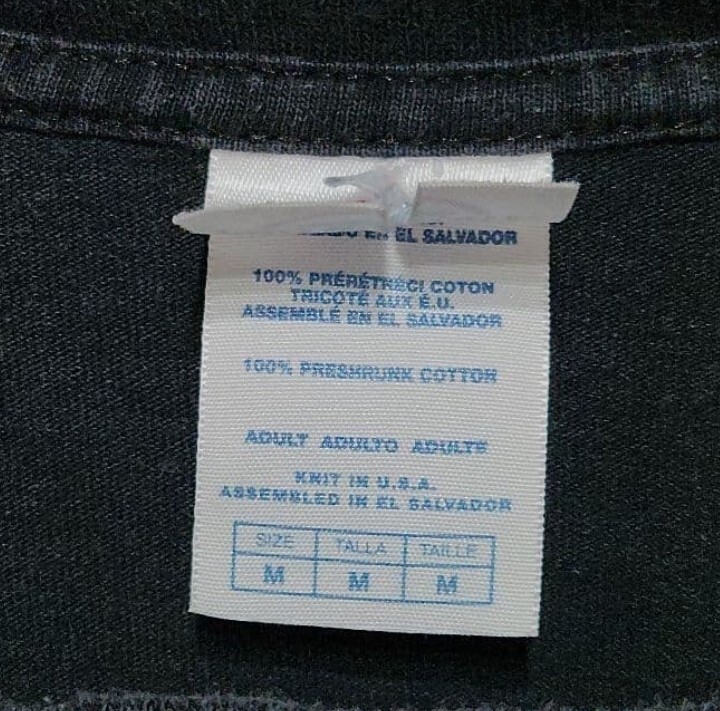 EN EL SALVADOR
100% PRÉRÉTRÉCI COTON
TRICOTÉ AUX É.U.
ASSEMBLÉ EN EL SALVADOR
100% PRESHRUNK COTTON
ADULT ADULTO ADULTE
KNIT IN U.S.A.
ASSEMBLED IN EL SALVADOR
SIZE TALLA TAILLE
M M M